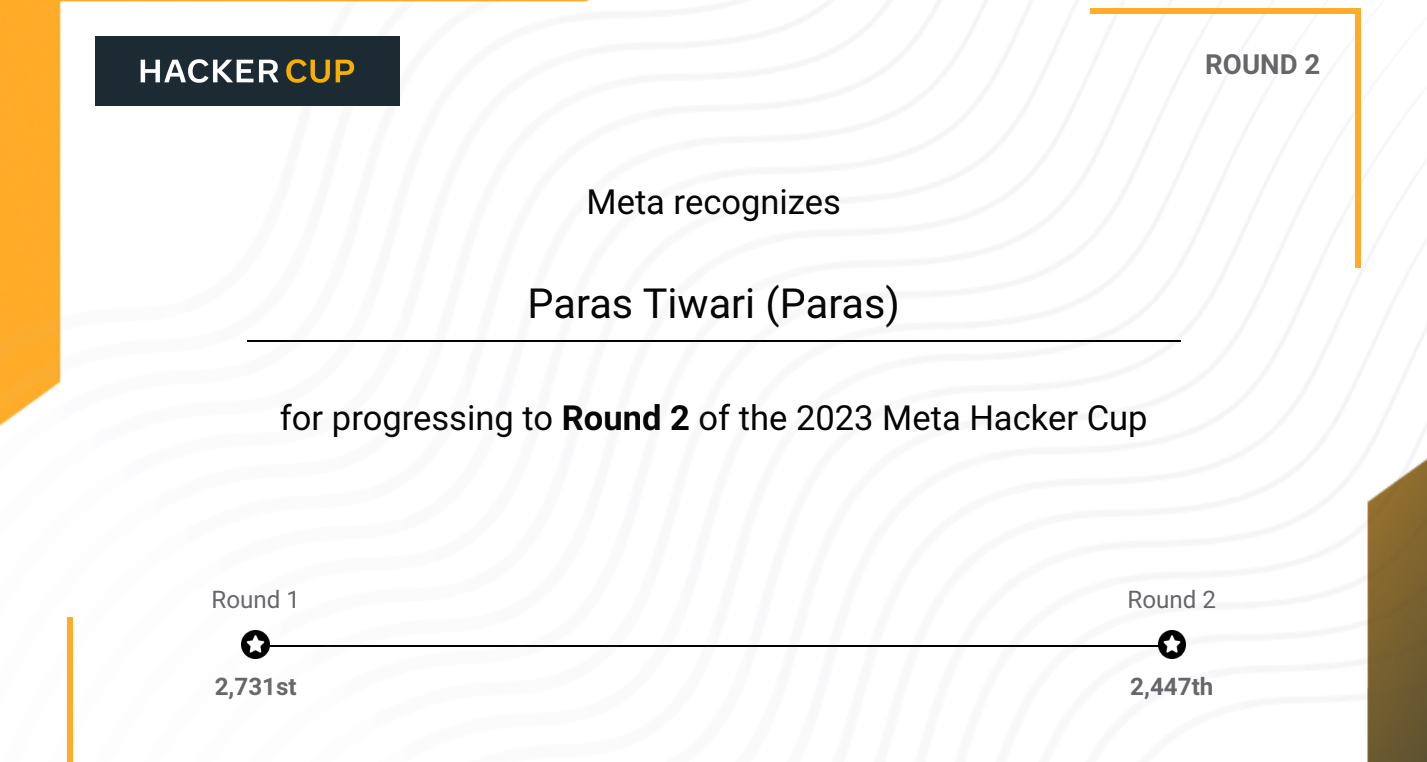 HACKER CUP
ROUND 2
Meta recognizes
Paras Tiwari (Paras)
for progressing to Round 2 of the 2023 Meta Hacker Cup
Round 1
Round 2
2,731st
2,447th